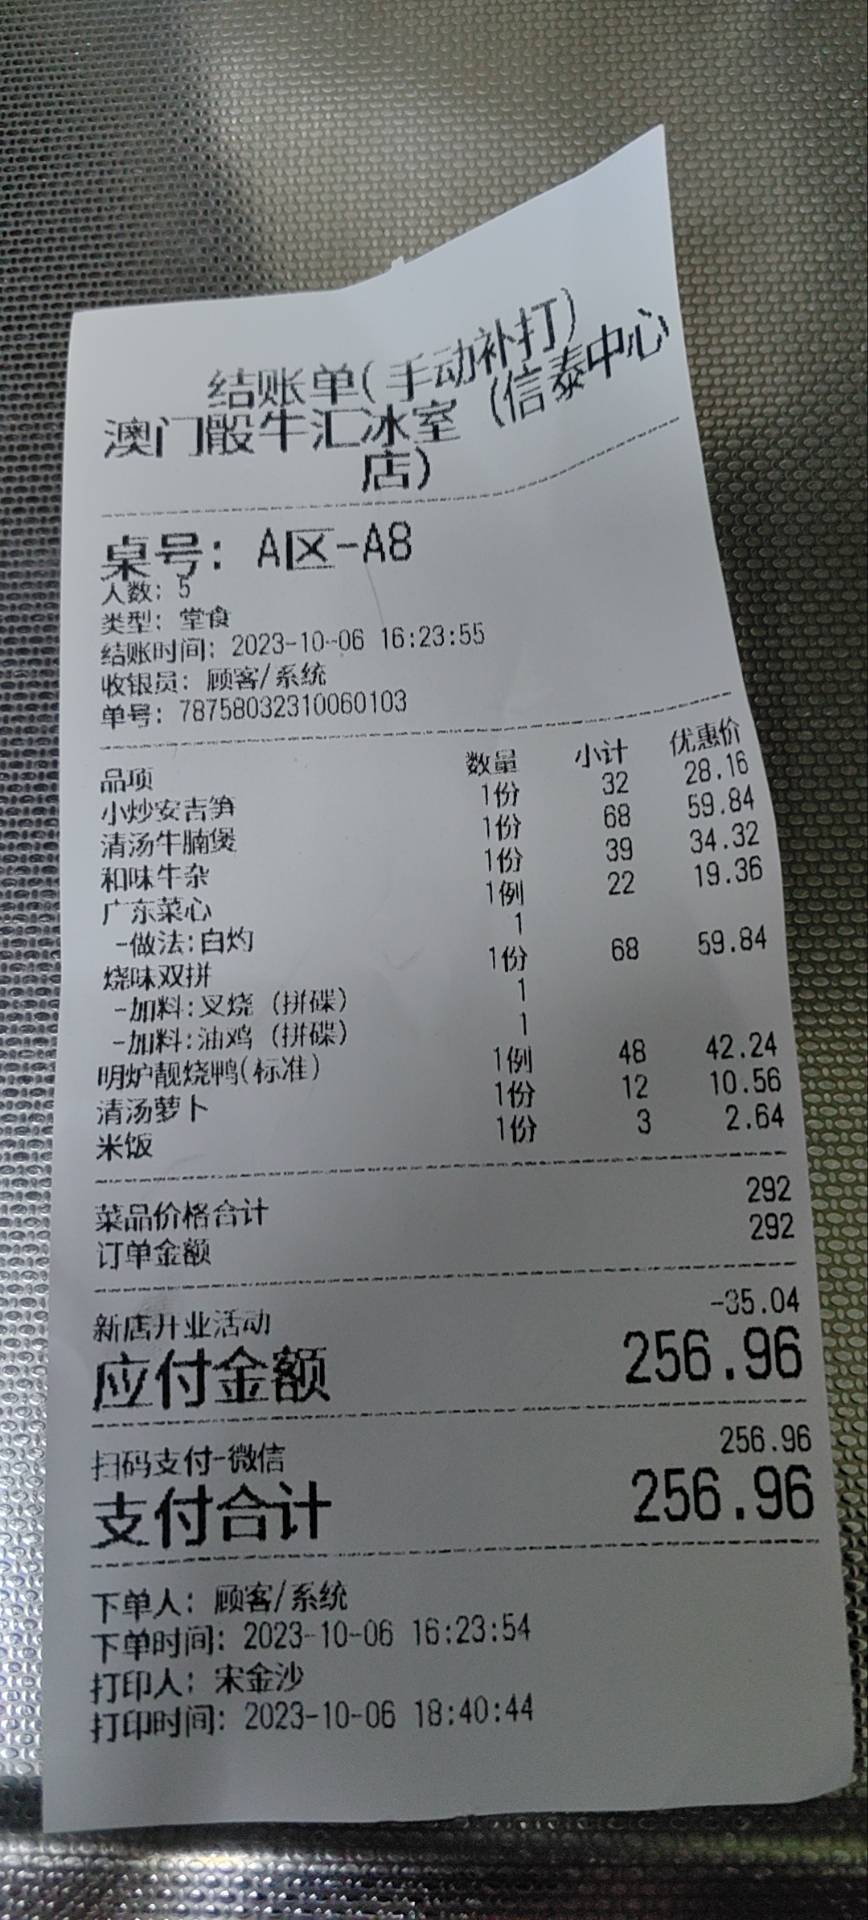 结账单(手动补打)
澳门骰牛汇冰室(信泰中心
店)
桌号: A区-A8
人数: 5
类型: 堂食
结账时间: 2023-10-06 16:23:55
收银员: 顾客/系统
单号: 78758032310060103
品项 数量 小计 优惠价
小炒安吉笋 1份 32 28.16
清汤牛腩煲 1份 68 59.84
和味牛杂 1份 39 34.32
广东菜心 1例 22 19.36
-做法:白灼 1
烧味双拼 1份 68 59.84
-加料:叉烧(拼碟) 1
-加料:油鸡(拼碟) 1
明炉靓烧鸭(标准) 1例 48 42.24
清汤萝卜 1份 12 10.56
米饭 1份 3 2.64
菜品价格合计 292
订单金额 292
新店开业活动 -35.04
应付金额 256.96
扫码支付-微信 256.96
支付合计 256.96
下单人: 顾客/系统
下单时间: 2023-10-06 16:23:54
打印人: 宋金沙
打印时间: 2023-10-06 18:40:44